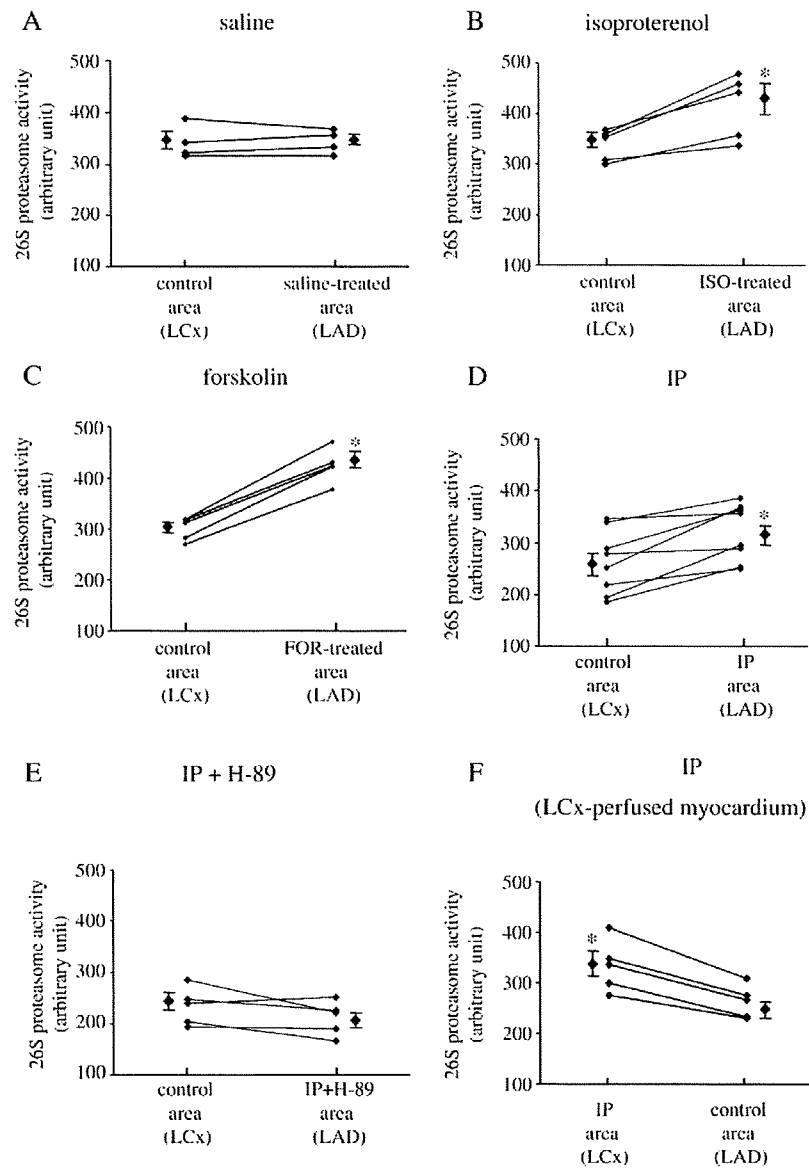 A
saline
26S proteasome activity
(arbitrary unit)
500
400
300
200
100
control
area
(LCx)
saline-treated
area
(LAD)
B
isoproterenol
26S proteasome activity
(arbitrary unit)
500
400
300
200
100
*
control
area
(LCx)
ISO-treated
area
(LAD)
C
forskolin
26S proteasome activity
(arbitrary unit)
500
400
300
200
100
*
control
area
(LCx)
FOR-treated
area
(LAD)
D
IP
26S proteasome activity
(arbitrary unit)
500
400
300
200
100
*
control
area
(LCx)
IP
area
(LAD)
E
IP + H-89
26S proteasome activity
(arbitrary unit)
500
400
300
200
100
control
area
(LCx)
IP+H-89
area
(LAD)
F
IP
(LCx-perfused myocardium)
26S proteasome activity
(arbitrary unit)
500
400
300
200
100
*
IP
area
(LCx)
control
area
(LAD)